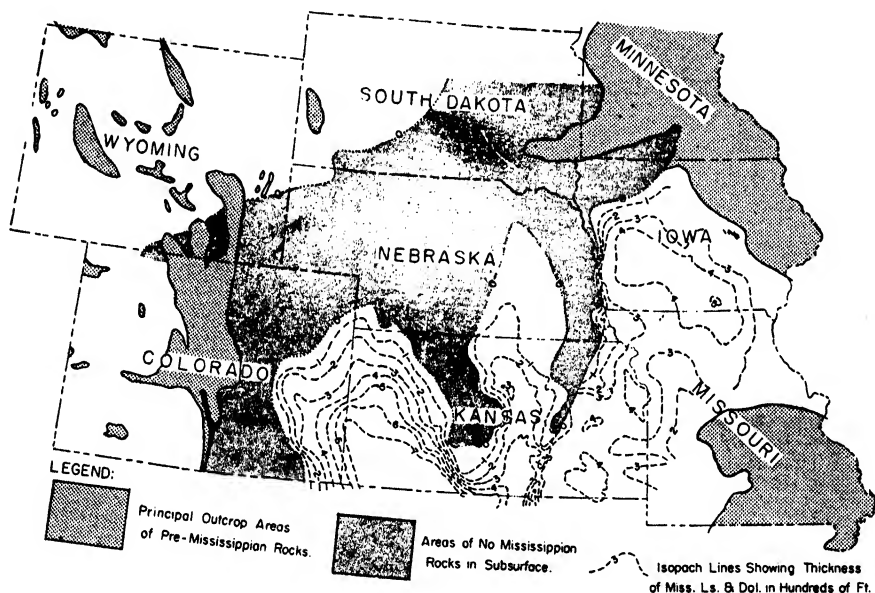 MINNESOTA
SOUTH DAKOTA
WYOMING
IOWA
NEBRASKA
COLORADO
KANSAS
MISSOURI
LEGEND:
Principal Outcrop Areas
of Pre-Mississippian Rocks.
Areas of No Mississippian
Rocks in Subsurface.
Isopach Lines Showing Thickness
of Miss. Ls. & Dol. in Hundreds of Ft.